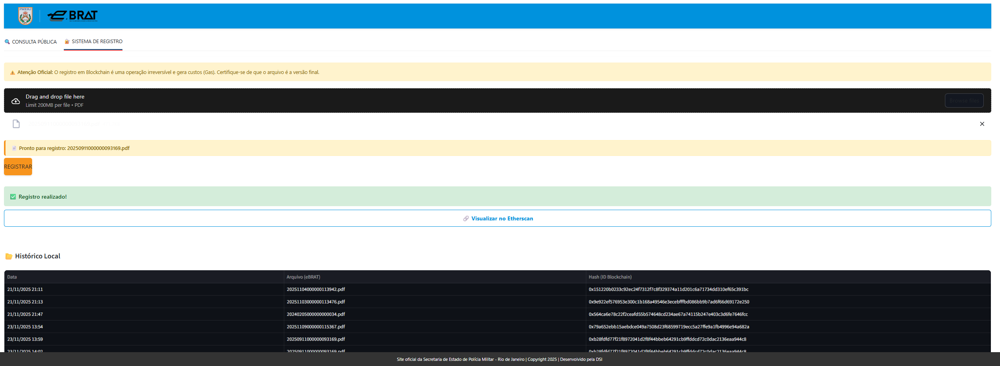 PMERJ
e.BRAT
CONSULTA PÚBLICA
SISTEMA DE REGISTRO
Atenção Oficial: O registro em Blockchain é uma operação irreversível e gera custos (Gas). Certifique-se de que o arquivo é a versão final.
Drag and drop file here
Limit 200MB per file • PDF
Browse files
Pronto para registro: 20250911000000093169.pdf
REGISTRAR
Registro realizado!
Visualizar no Etherscan
Histórico Local
Data Arquivo (eBRAT) Hash (ID Blockchain)
21/11/2025 21:11 20251104000000113942.pdf 0x151220b0233c92ec24f7312f7c8f329374a11d201c6a71734dd310ef65c391bc
21/11/2025 21:13 20251103000000113476.pdf 0x9e922ef576953e300c1b168a49546e3ecebfffbd086bb9b7ad6f66d69172e250
21/11/2025 21:47 20240205000000000034.pdf 0x564ca6e78c22f2ceafd55b574648cd234ae67a74115b247e403c3d6fe7646fcc
23/11/2025 13:54 20251109000000115367.pdf 0x79a652ebb15aebdce049a7508d23f68599719ecc5a27ffe9a1fb4996e94a682a
23/11/2025 13:59 20250911000000093169.pdf 0xb28fdfd77f21f8972041d2f8f44bbeb64291cb9ffddcd72c0dac2136eaa944c8
23/11/2025 14:02 20250911000000093169.pdf 0xb28fdfd77f21f8972041d2f8f44bbeb64291cb9ffddcd72c0dac2136eaa944c8
Site oficial da Secretaria de Estado de Polícia Militar - Rio de Janeiro | Copyright 2025 | Desenvolvido pela DSI